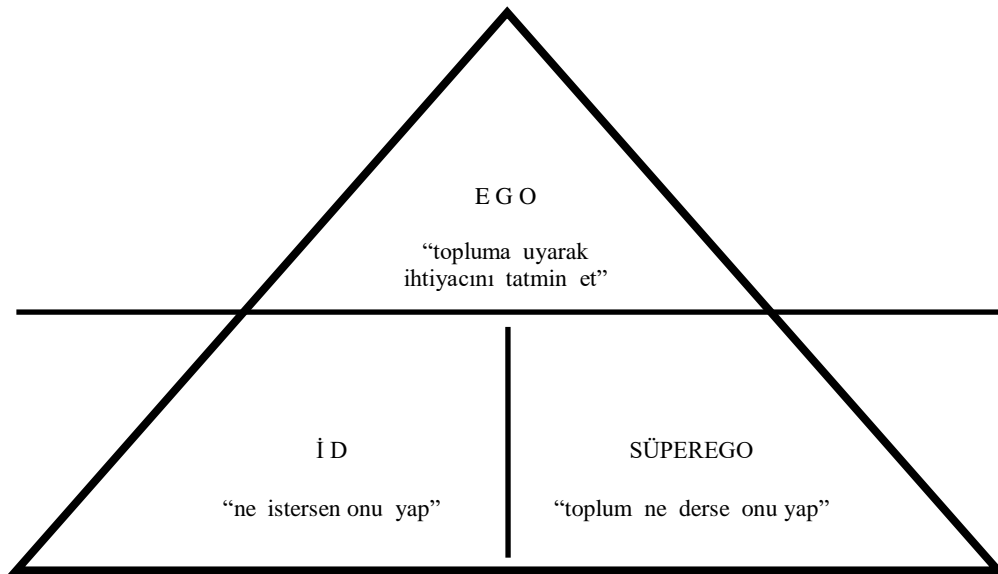 E G O
“topluma uyarak
ihtiyacını tatmin et”
İ D
SÜPEREGO
“ne istersen onu yap”
“toplum ne derse onu yap”